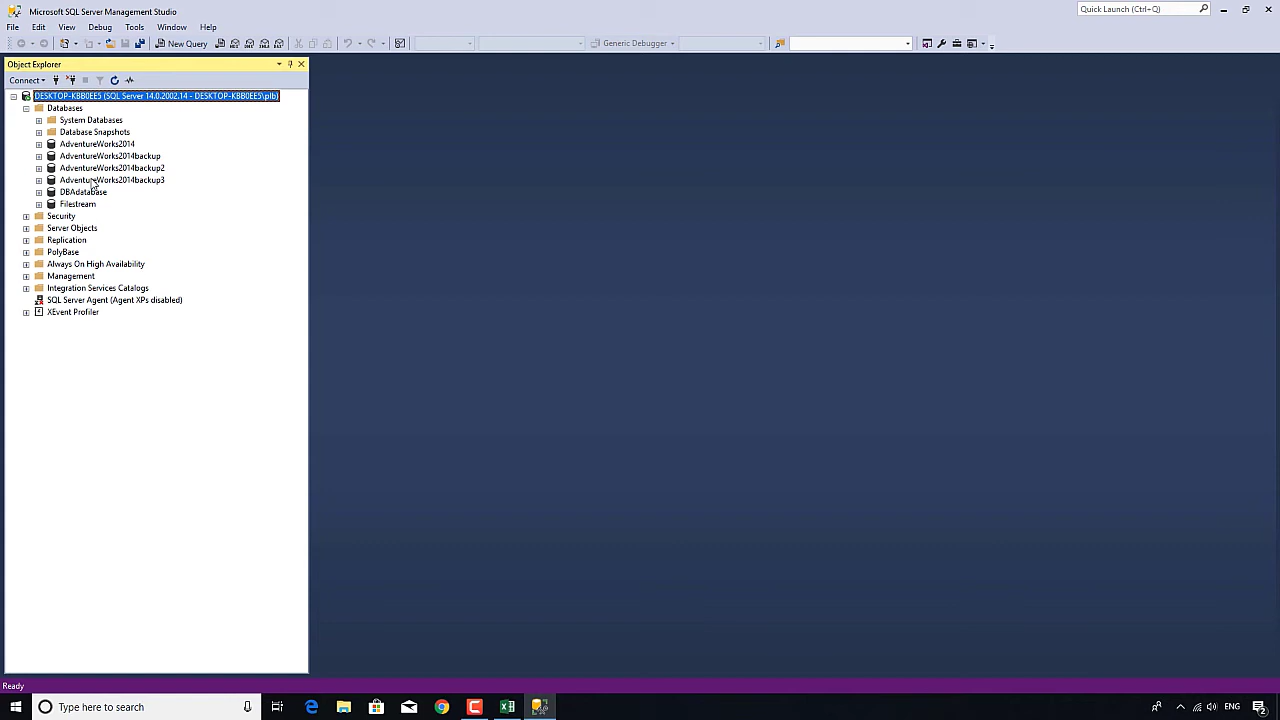 Microsoft SQL Server Management Studio
Quick Launch (Ctrl+Q)
File Edit View Debug Tools Window Help
New Query
Generic Debugger
Object Explorer
Connect
DESKTOP-KBB0EE5 (SQL Server 14.0.2002.14 - DESKTOP-KBB0EE5\plb)
Databases
System Databases
Database Snapshots
AdventureWorks2014
AdventureWorks2014backup
AdventureWorks2014backup2
AdventureWorks2014backup3
DBAdatabase
Filestream
Security
Server Objects
Replication
PolyBase
Always On High Availability
Management
Integration Services Catalogs
SQL Server Agent (Agent XPs disabled)
XEvent Profiler
Ready
Type here to search
ENG